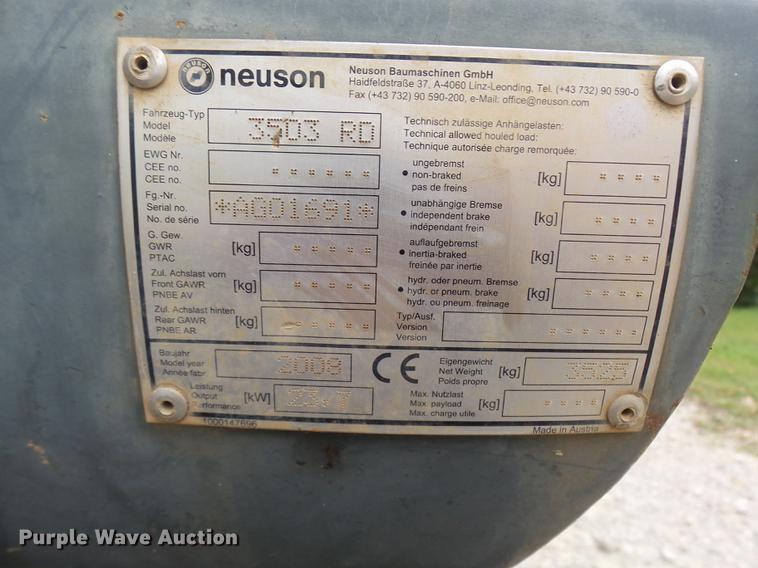 NEUSON
neuson
Neuson Baumaschinen GmbH
Haidfeldstraße 37, A-4060 Linz-Leonding, Tel. (+43 732) 90 590-0
Fax (+43 732) 90 590-200, e-Mail: office@neuson.com
Fahrzeug-Typ
Model
Modéle
3503 RD
EWG Nr.
CEE no.
CEE no.
Fg.-Nr.
Serial no.
No. de série
*AG01691*
G. Gew.
GWR
PTAC
[kg]
Zul. Achslast vorn
Front GAWR
PNBE AV
[kg]
Zul. Achslast hinten
Rear GAWR
PNBE AR
[kg]
Technisch zulässige Anhängelasten:
Technical allowed houled load:
Technique autorisée charge remorquée:
ungebremst
• non-braked
pas de freins
[kg]
unabhängige Bremse
• independent brake
indépendant frein
[kg]
auflaufgebremst
• inertia-braked
freinée par inertie
[kg]
hydr. oder pneum. Bremse
• hydr. or pneum. brake
hydr. ou pneum. freinage
[kg]
Typ/Ausf.
Version
Version
Baujahr
Model year
Année fabr.
2008
Leistung
Output
Performance
[kW]
CE
Eigengewicht
Net Weight
Poids propre
[kg]
Max. Nutzlast
Max. payload
Max. charge utile
[kg]
1000147696
Made in Austria
Purple Wave Auction